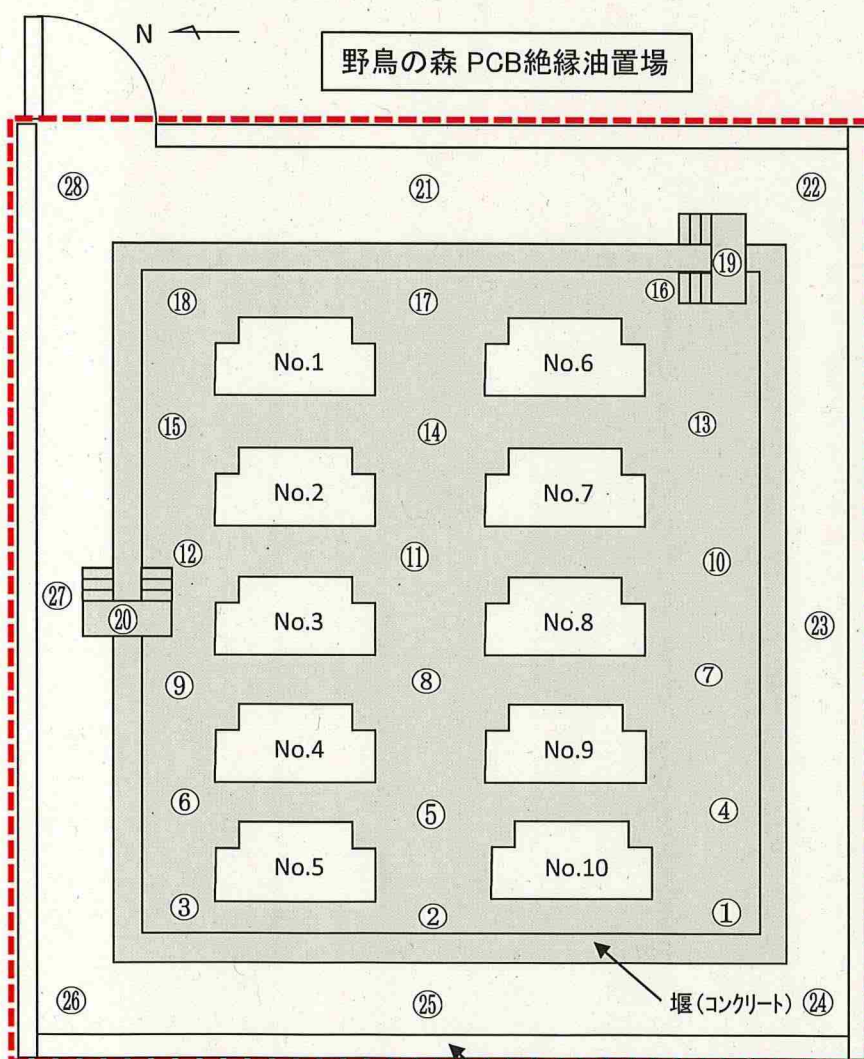 N
野鳥の森 PCB絶縁油置場
㉘
㉑
㉒
⑲
⑯
⑱
⑰
No.1
No.6
⑮
⑭
⑬
No.2
No.7
⑫
⑪
⑩
㉗
⑳
No.3
No.8
㉓
⑨
⑧
⑦
No.4
No.9
⑥
⑤
④
No.5
No.10
③
②
①
㉖
㉕
堰(コンクリート)
㉔